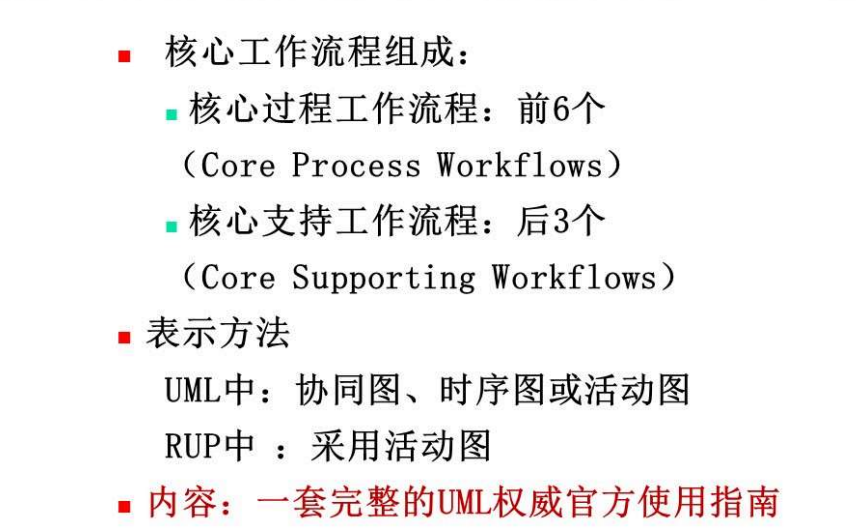 核心工作流程组成：
核心过程工作流程：前6个
（Core Process Workflows）
核心支持工作流程：后3个
（Core Supporting Workflows）
表示方法
UML中：协同图、时序图或活动图
RUP中 ：采用活动图
内容：一套完整的UML权威官方使用指南